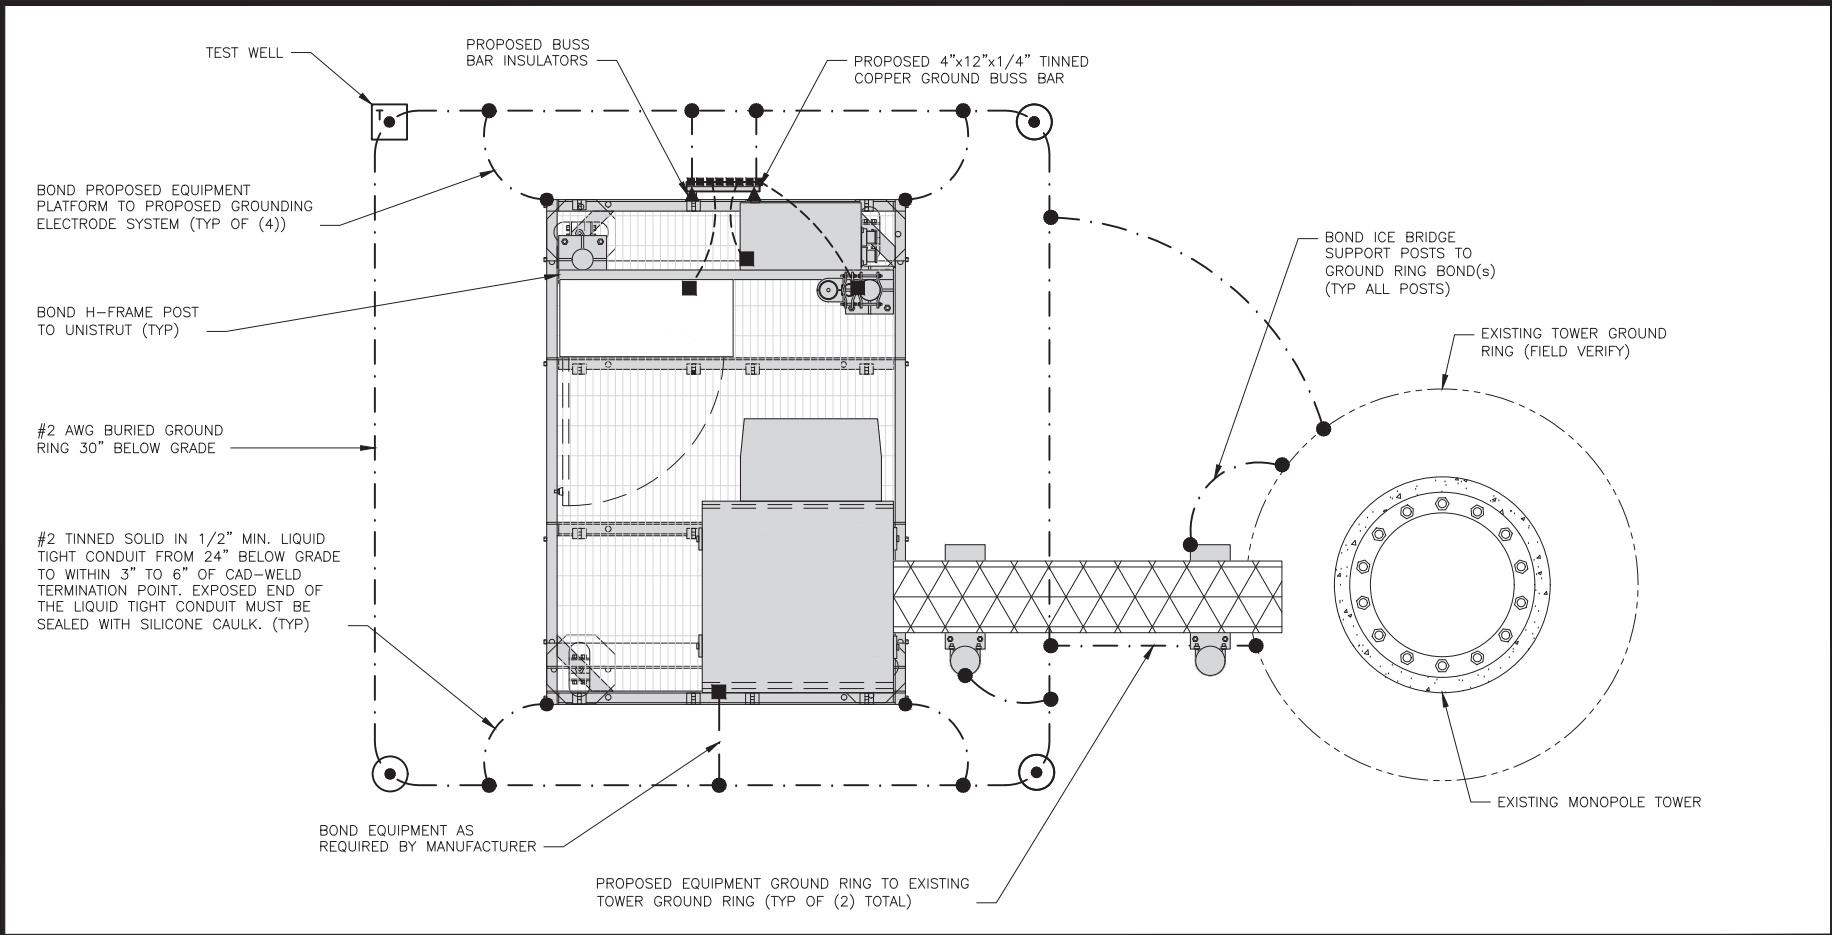 TEST WELL
PROPOSED BUSS
BAR INSULATORS
PROPOSED 4"x12"x1/4" TINNED
COPPER GROUND BUSS BAR
T
BOND PROPOSED EQUIPMENT
PLATFORM TO PROPOSED GROUNDING
ELECTRODE SYSTEM (TYP OF (4))
BOND ICE BRIDGE
SUPPORT POSTS TO
GROUND RING BOND(s)
(TYP ALL POSTS)
BOND H-FRAME POST
TO UNISTRUT (TYP)
EXISTING TOWER GROUND
RING (FIELD VERIFY)
#2 AWG BURIED GROUND
RING 30" BELOW GRADE
#2 TINNED SOLID IN 1/2" MIN. LIQUID
TIGHT CONDUIT FROM 24" BELOW GRADE
TO WITHIN 3" TO 6" OF CAD-WELD
TERMINATION POINT. EXPOSED END OF
THE LIQUID TIGHT CONDUIT MUST BE
SEALED WITH SILICONE CAULK. (TYP)
EXISTING MONOPOLE TOWER
BOND EQUIPMENT AS
REQUIRED BY MANUFACTURER
PROPOSED EQUIPMENT GROUND RING TO EXISTING
TOWER GROUND RING (TYP OF (2) TOTAL)